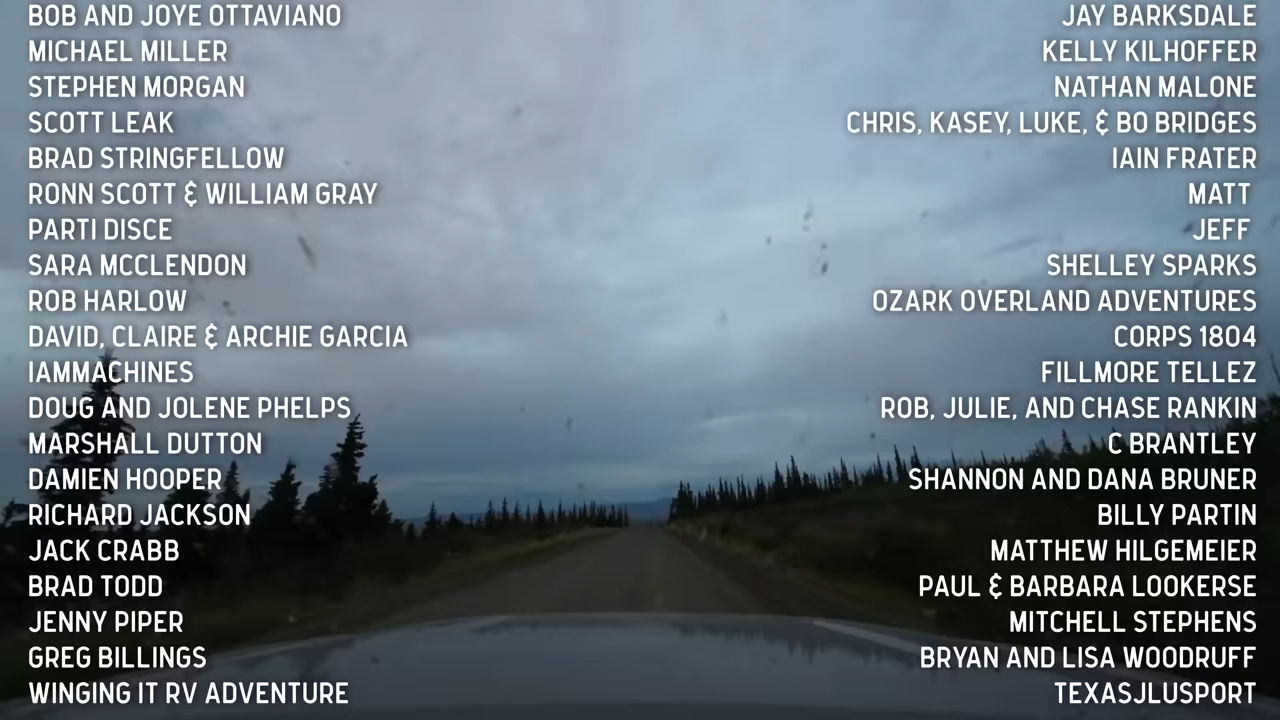 BOB AND JOYE OTTAVIANO
MICHAEL MILLER
STEPHEN MORGAN
SCOTT LEAK
BRAD STRINGFELLOW
RONN SCOTT & WILLIAM GRAY
PARTI DISCE
SARA MCCLENDON
ROB HARLOW
DAVID, CLAIRE & ARCHIE GARCIA
IAMMACHINES
DOUG AND JOLENE PHELPS
MARSHALL DUTTON
DAMIEN HOOPER
RICHARD JACKSON
JACK CRABB
BRAD TODD
JENNY PIPER
GREG BILLINGS
WINGING IT RV ADVENTURE
JAY BARKSDALE
KELLY KILHOFFER
NATHAN MALONE
CHRIS, KASEY, LUKE, & BO BRIDGES
IAIN FRATER
MATT
JEFF
SHELLEY SPARKS
OZARK OVERLAND ADVENTURES
CORPS 1804
FILLMORE TELLEZ
ROB, JULIE, AND CHASE RANKIN
C BRANTLEY
SHANNON AND DANA BRUNER
BILLY PARTIN
MATTHEW HILGEMEIER
PAUL & BARBARA LOOKERSE
MITCHELL STEPHENS
BRYAN AND LISA WOODRUFF
TEXASJLUSPORT